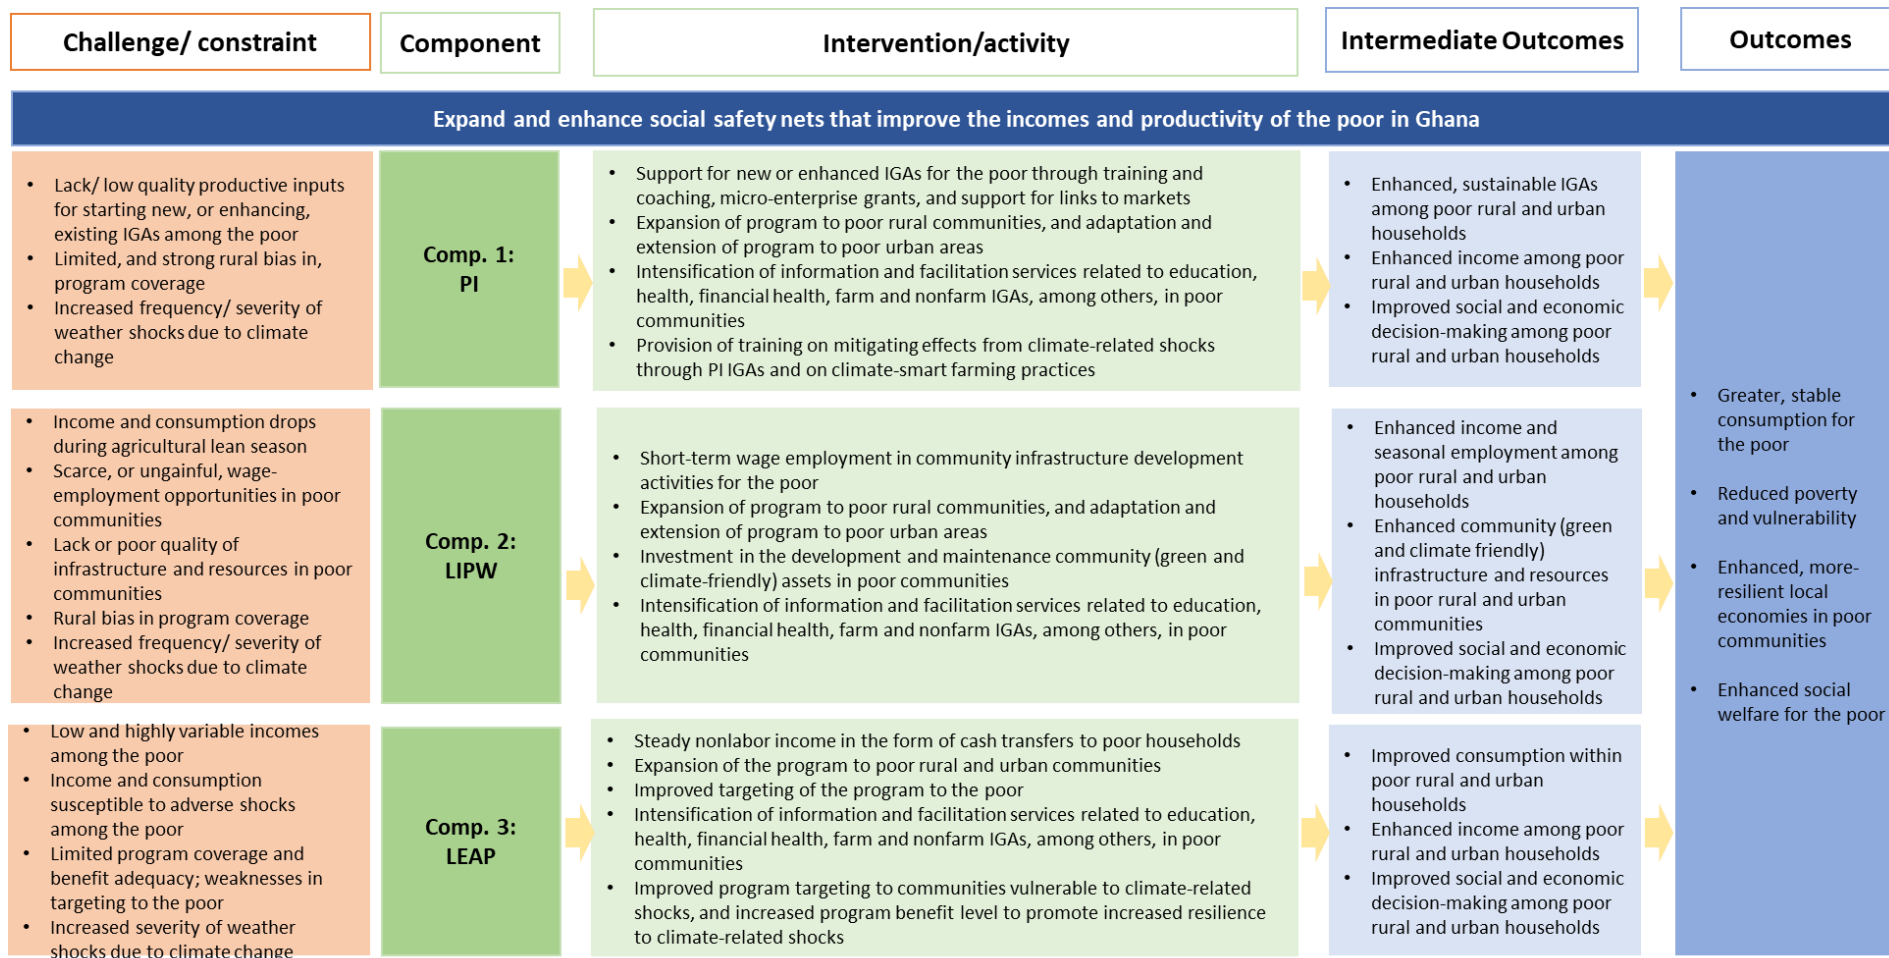 Challenge/ constraint
Component
Intervention/activity
Intermediate Outcomes
Outcomes
Expand and enhance social safety nets that improve the incomes and productivity of the poor in Ghana
• Lack/ low quality productive inputs
for starting new, or enhancing,
existing IGAs among the poor
• Limited, and strong rural bias in,
program coverage
• Increased frequency/ severity of
weather shocks due to climate
change
Comp. 1:
PI
• Support for new or enhanced IGAs for the poor through training and
coaching, micro-enterprise grants, and support for links to markets
• Expansion of program to poor rural communities, and adaptation and
extension of program to poor urban areas
• Intensification of information and facilitation services related to education,
health, financial health, farm and nonfarm IGAs, among others, in poor
communities
• Provision of training on mitigating effects from climate-related shocks
through PI IGAs and on climate-smart farming practices
• Enhanced, sustainable IGAs
among poor rural and urban
households
• Enhanced income among poor
rural and urban households
• Improved social and economic
decision-making among poor
rural and urban households
• Income and consumption drops
during agricultural lean season
• Scarce, or ungainful, wage-
employment opportunities in poor
communities
• Lack or poor quality of
infrastructure and resources in poor
communities
• Rural bias in program coverage
• Increased frequency/ severity of
weather shocks due to climate
change
Comp. 2:
LIPW
• Short-term wage employment in community infrastructure development
activities for the poor
• Expansion of program to poor rural communities, and adaptation and
extension of program to poor urban areas
• Investment in the development and maintenance community (green and
climate-friendly) assets in poor communities
• Intensification of information and facilitation services related to education,
health, financial health, farm and nonfarm IGAs, among others, in poor
communities
• Enhanced income and
seasonal employment among
poor rural and urban
households
• Enhanced community (green
and climate friendly)
infrastructure and resources
in poor rural and urban
communities
• Improved social and economic
decision-making among poor
rural and urban households
• Low and highly variable incomes
among the poor
• Income and consumption
susceptible to adverse shocks
among the poor
• Limited program coverage and
benefit adequacy; weaknesses in
targeting to the poor
• Increased severity of weather
shocks due to climate change
Comp. 3:
LEAP
• Steady nonlabor income in the form of cash transfers to poor households
• Expansion of the program to poor rural and urban communities
• Improved targeting of the program to the poor
• Intensification of information and facilitation services related to education,
health, financial health, farm and nonfarm IGAs, among others, in poor
communities
• Improved program targeting to communities vulnerable to climate-related
shocks, and increased program benefit level to promote increased resilience
to climate-related shocks
• Improved consumption within
poor rural and urban
households
• Enhanced income among poor
rural and urban households
• Improved social and economic
decision-making among poor
rural and urban households
• Greater, stable
consumption for
the poor
• Reduced poverty
and vulnerability
• Enhanced, more-
resilient local
economies in poor
communities
• Enhanced social
welfare for the poor